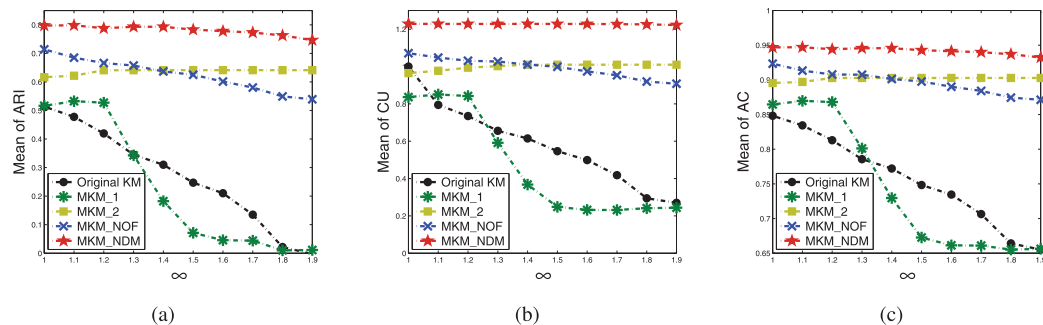 0.8
0.7
0.6
0.5
0.4
0.3
0.2
0.1
0
1 1.1 1.2 1.3 1.4 1.5 1.6 1.7 1.8 1.9
Mean of ARI
∞
Original KM
MKM_1
MKM_2
MKM_NOF
MKM_NDM
(a)
1.2
1
0.8
0.6
0.4
0.2
0
1 1.1 1.2 1.3 1.4 1.5 1.6 1.7 1.8 1.9
Mean of CU
∞
Original KM
MKM_1
MKM_2
MKM_NOF
MKM_NDM
(b)
1
0.95
0.9
0.85
0.8
0.75
0.7
0.65
1 1.1 1.2 1.3 1.4 1.5 1.6 1.7 1.8 1.9
Mean of AC
∞
Original KM
MKM_1
MKM_2
MKM_NOF
MKM_NDM
(c)